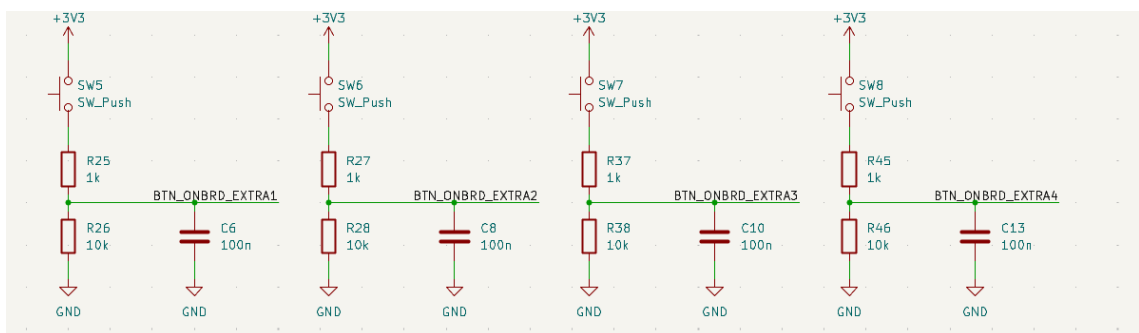 +3V3 +3V3 +3V3 +3V3
SW5 SW6 SW7 SW8
SW_Push SW_Push SW_Push SW_Push
R25 R27 R37 R45
1k 1k 1k 1k
BTN_ONBRD_EXTRA1 BTN_ONBRD_EXTRA2 BTN_ONBRD_EXTRA3 BTN_ONBRD_EXTRA4
R26 C6 R28 C8 R38 C10 R46 C13
10k 100n 10k 100n 10k 100n 10k 100n
GND GND GND GND GND GND GND GND